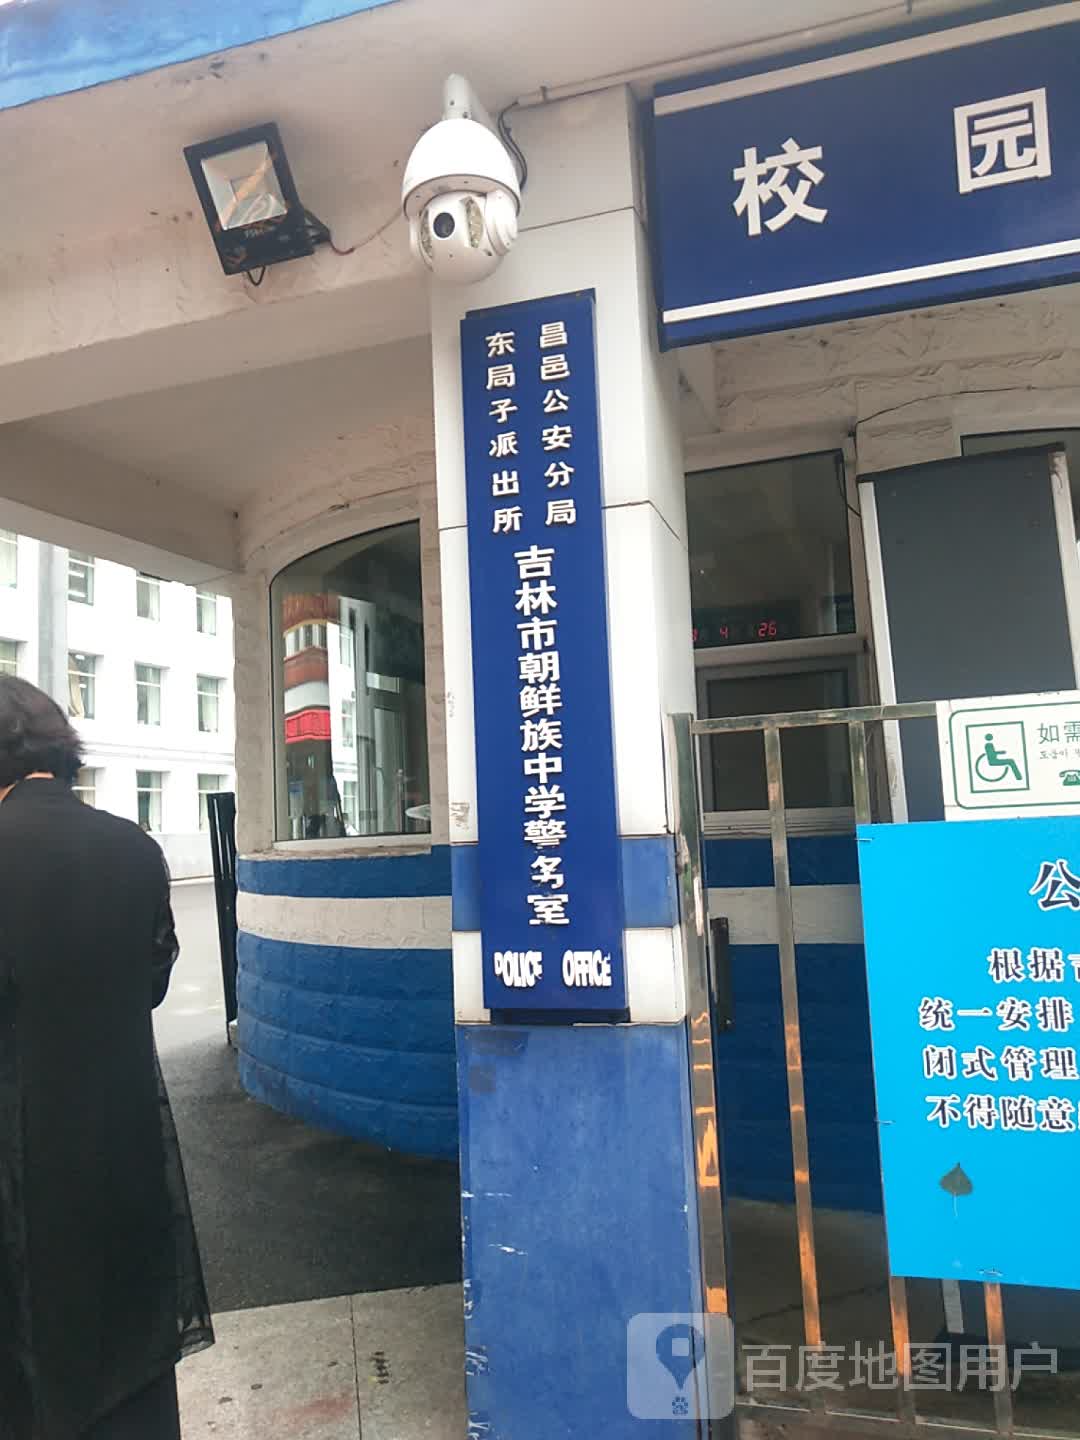 校园
昌邑公安分局
东局子派出所
吉林市朝鲜族中学警务室
POLICE OFFICE
4 26
如需
公
根据
统一安排
闭式管理
不得随意
百度地图用户